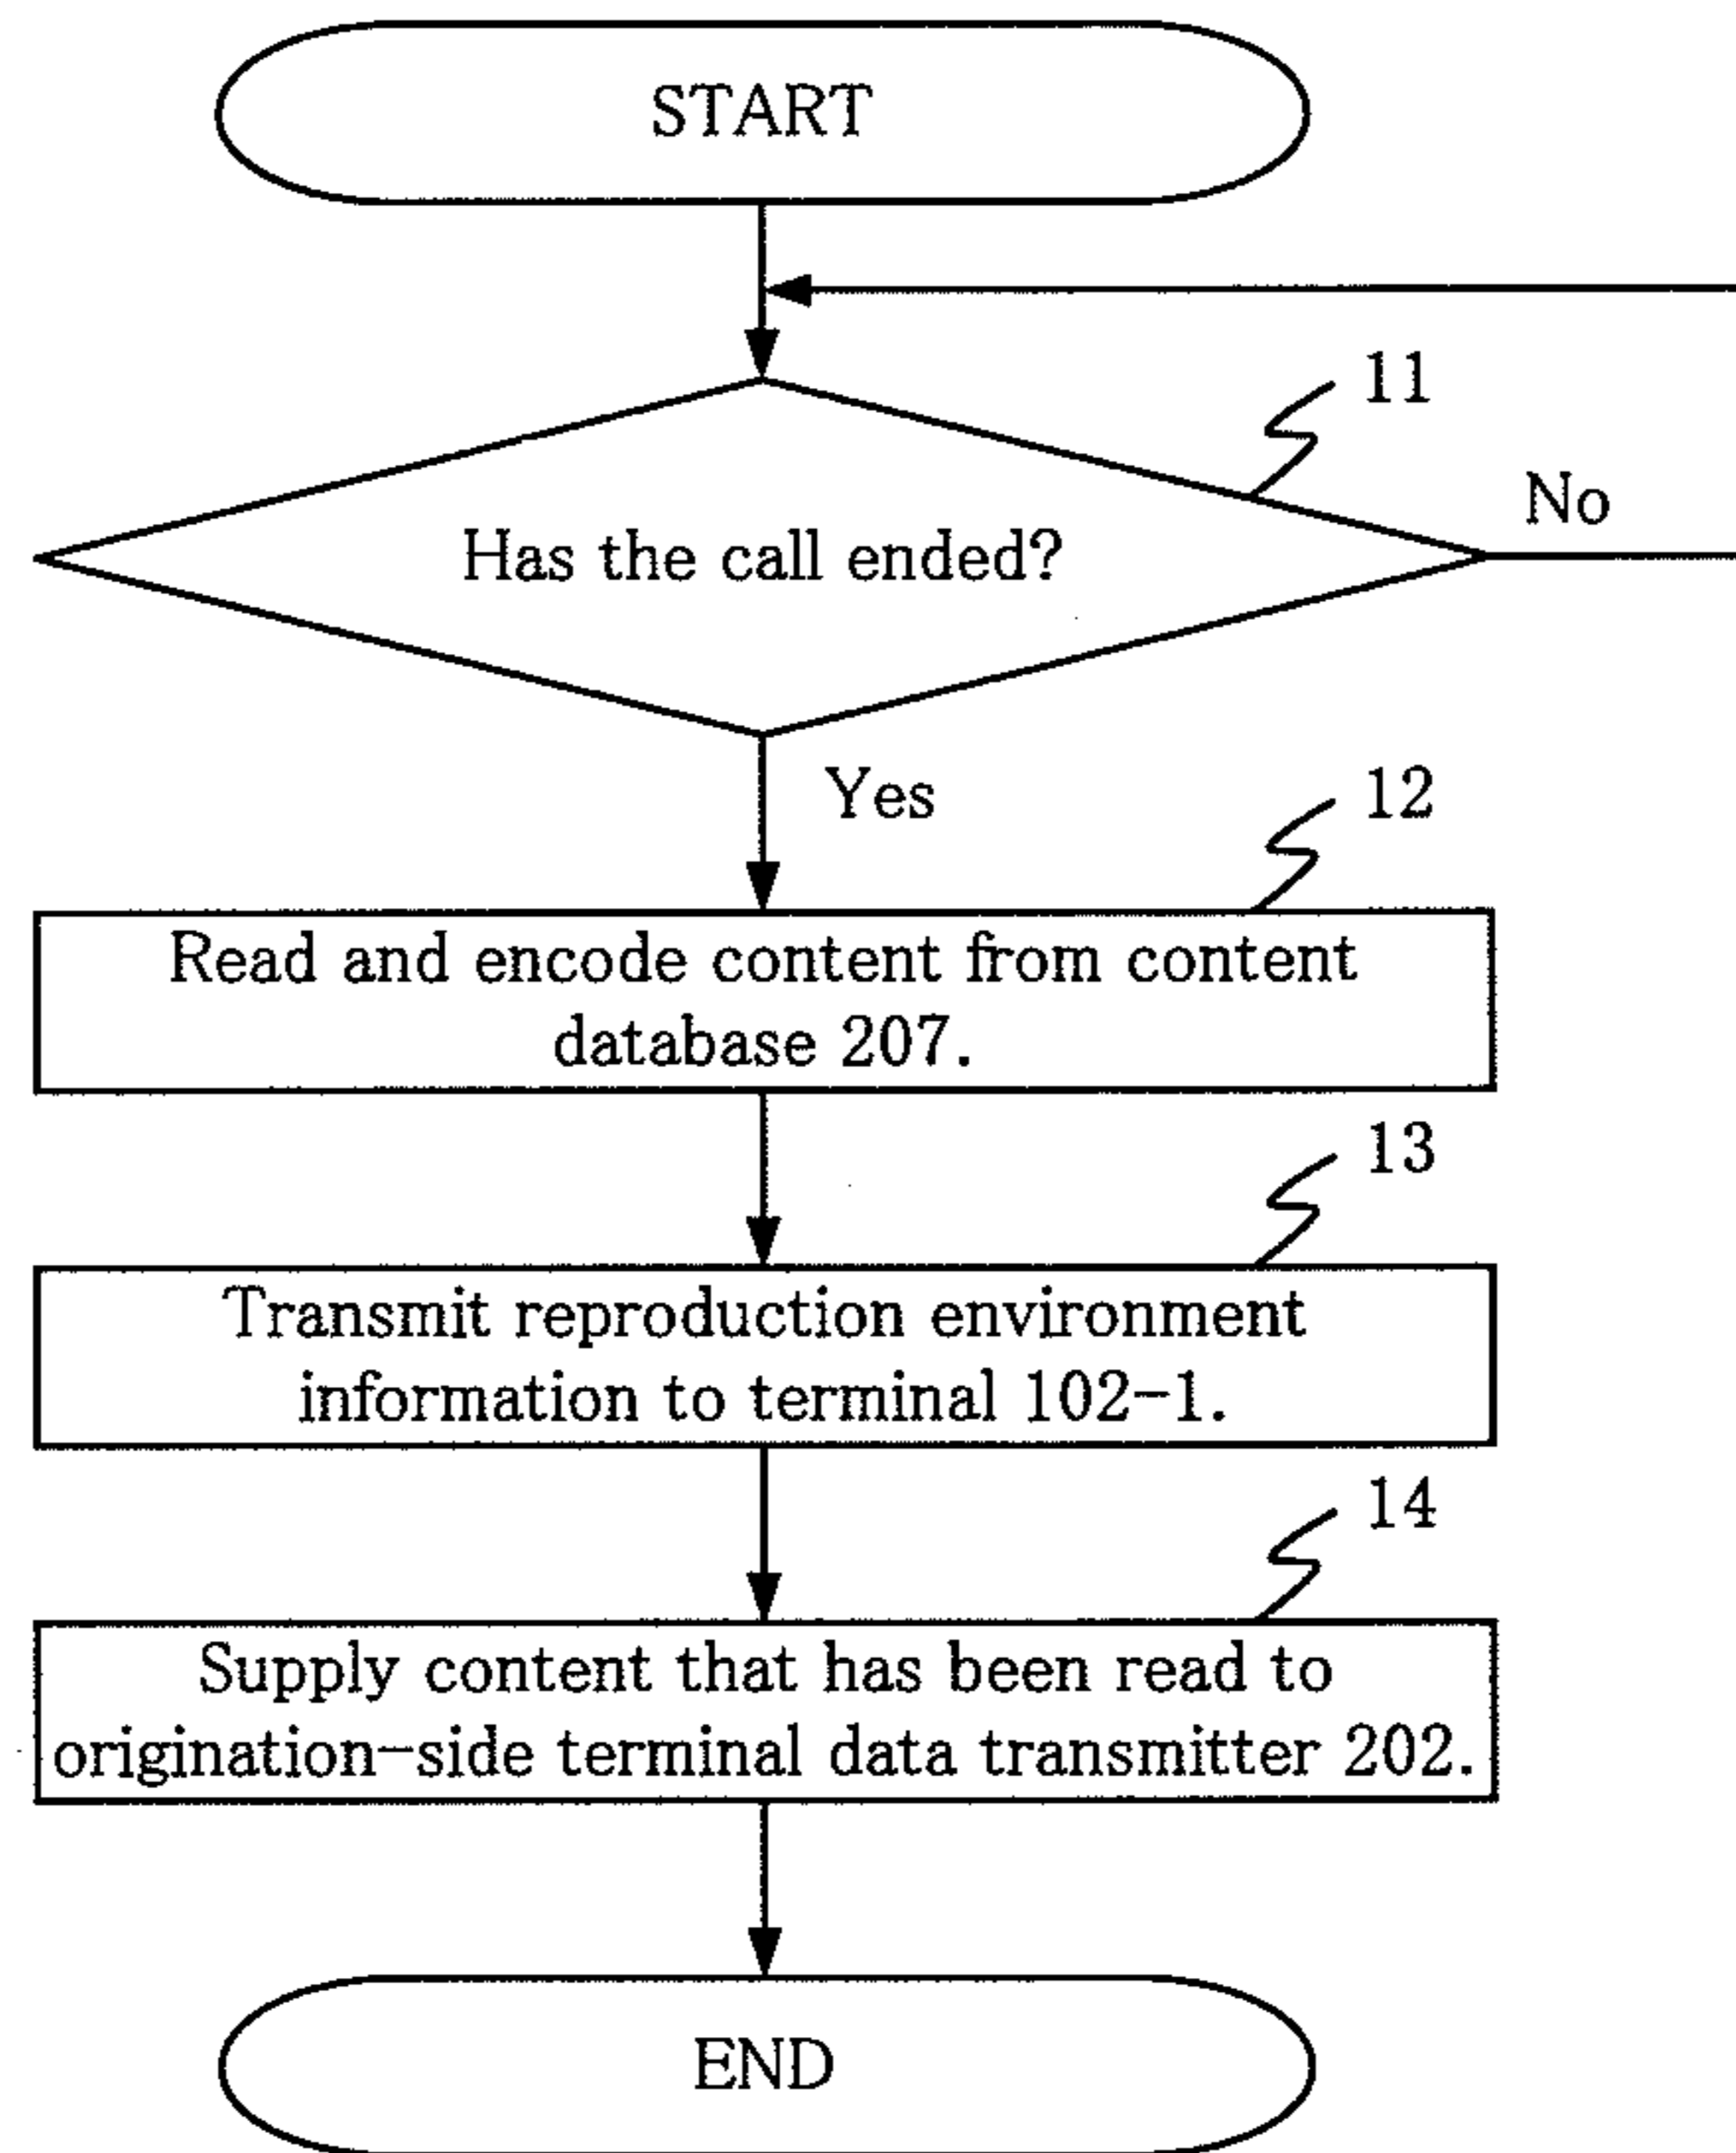 START
11
No
Has the call ended?
Yes
12
Read and encode content from content
database 207.
13
Transmit reproduction environment
information to terminal 102-1.
14
Supply content that has been read to
origination-side terminal data transmitter 202.
END